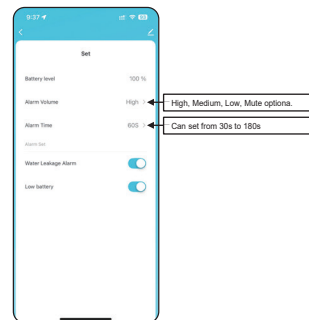 9:37
Set
Battery level 100 %
Alarm Volume High >
High, Medium, Low, Mute optiona.
Alarm Time 60S >
Can set from 30s to 180s
Alarm Set
Water Leakage Alarm
Low battery